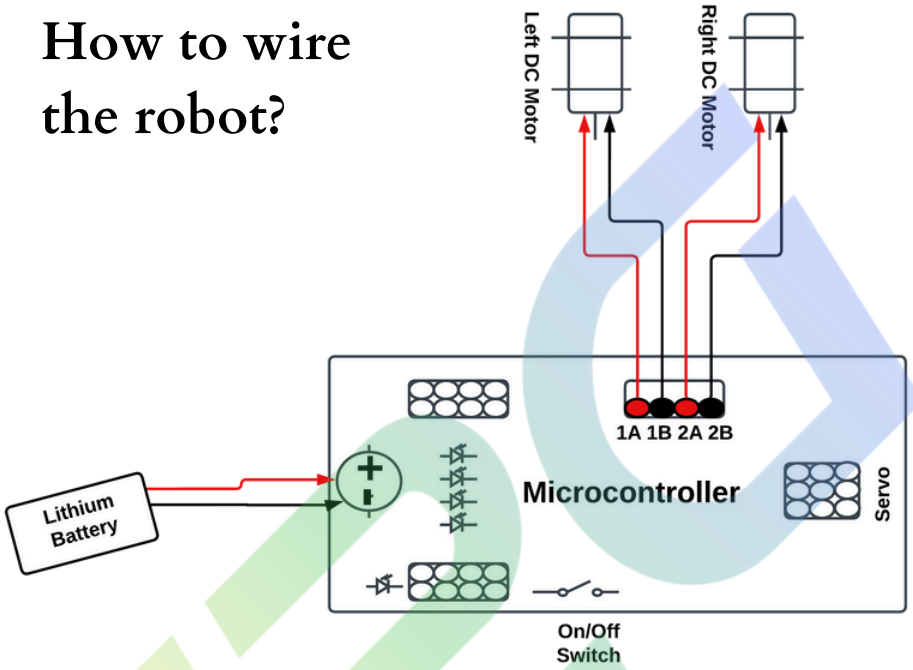 How to wire
the robot?
Left DC Motor
Right DC Motor
1A 1B 2A 2B
+
-
Microcontroller
Servo
Lithium
Battery
On/Off
Switch